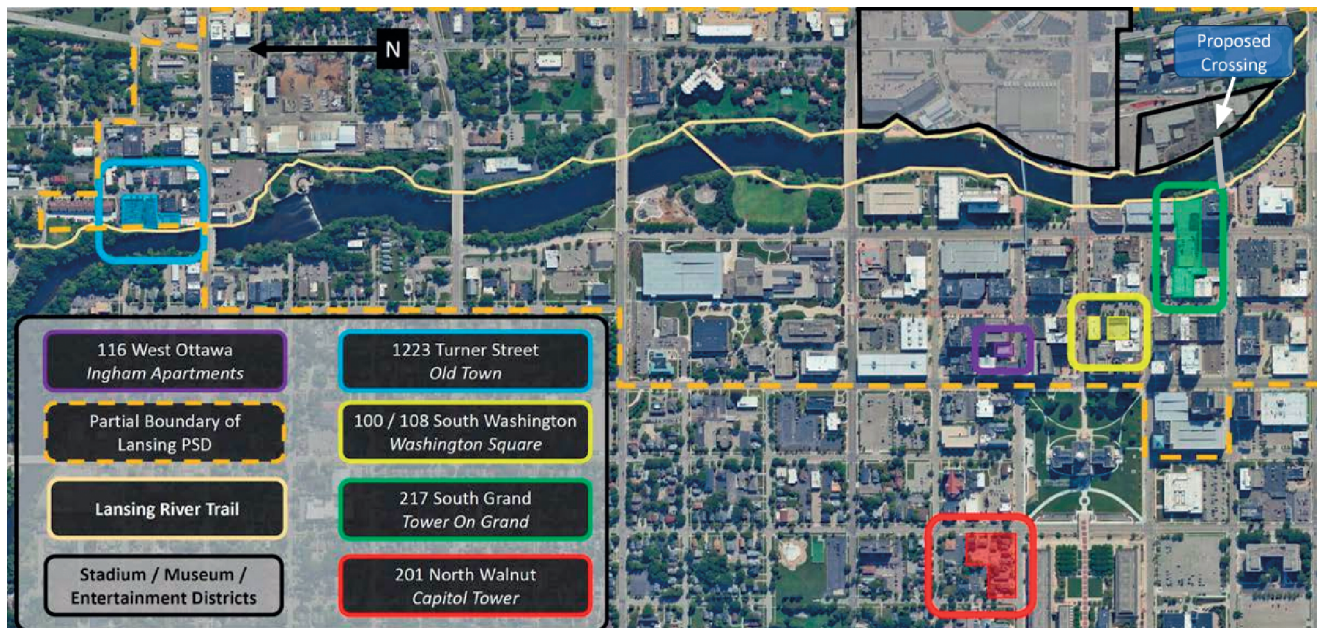 N
Proposed
Crossing
116 West Ottawa
Ingham Apartments
1223 Turner Street
Old Town
Partial Boundary of
Lansing PSD
100 / 108 South Washington
Washington Square
Lansing River Trail
217 South Grand
Tower On Grand
Stadium / Museum /
Entertainment Districts
201 North Walnut
Capitol Tower